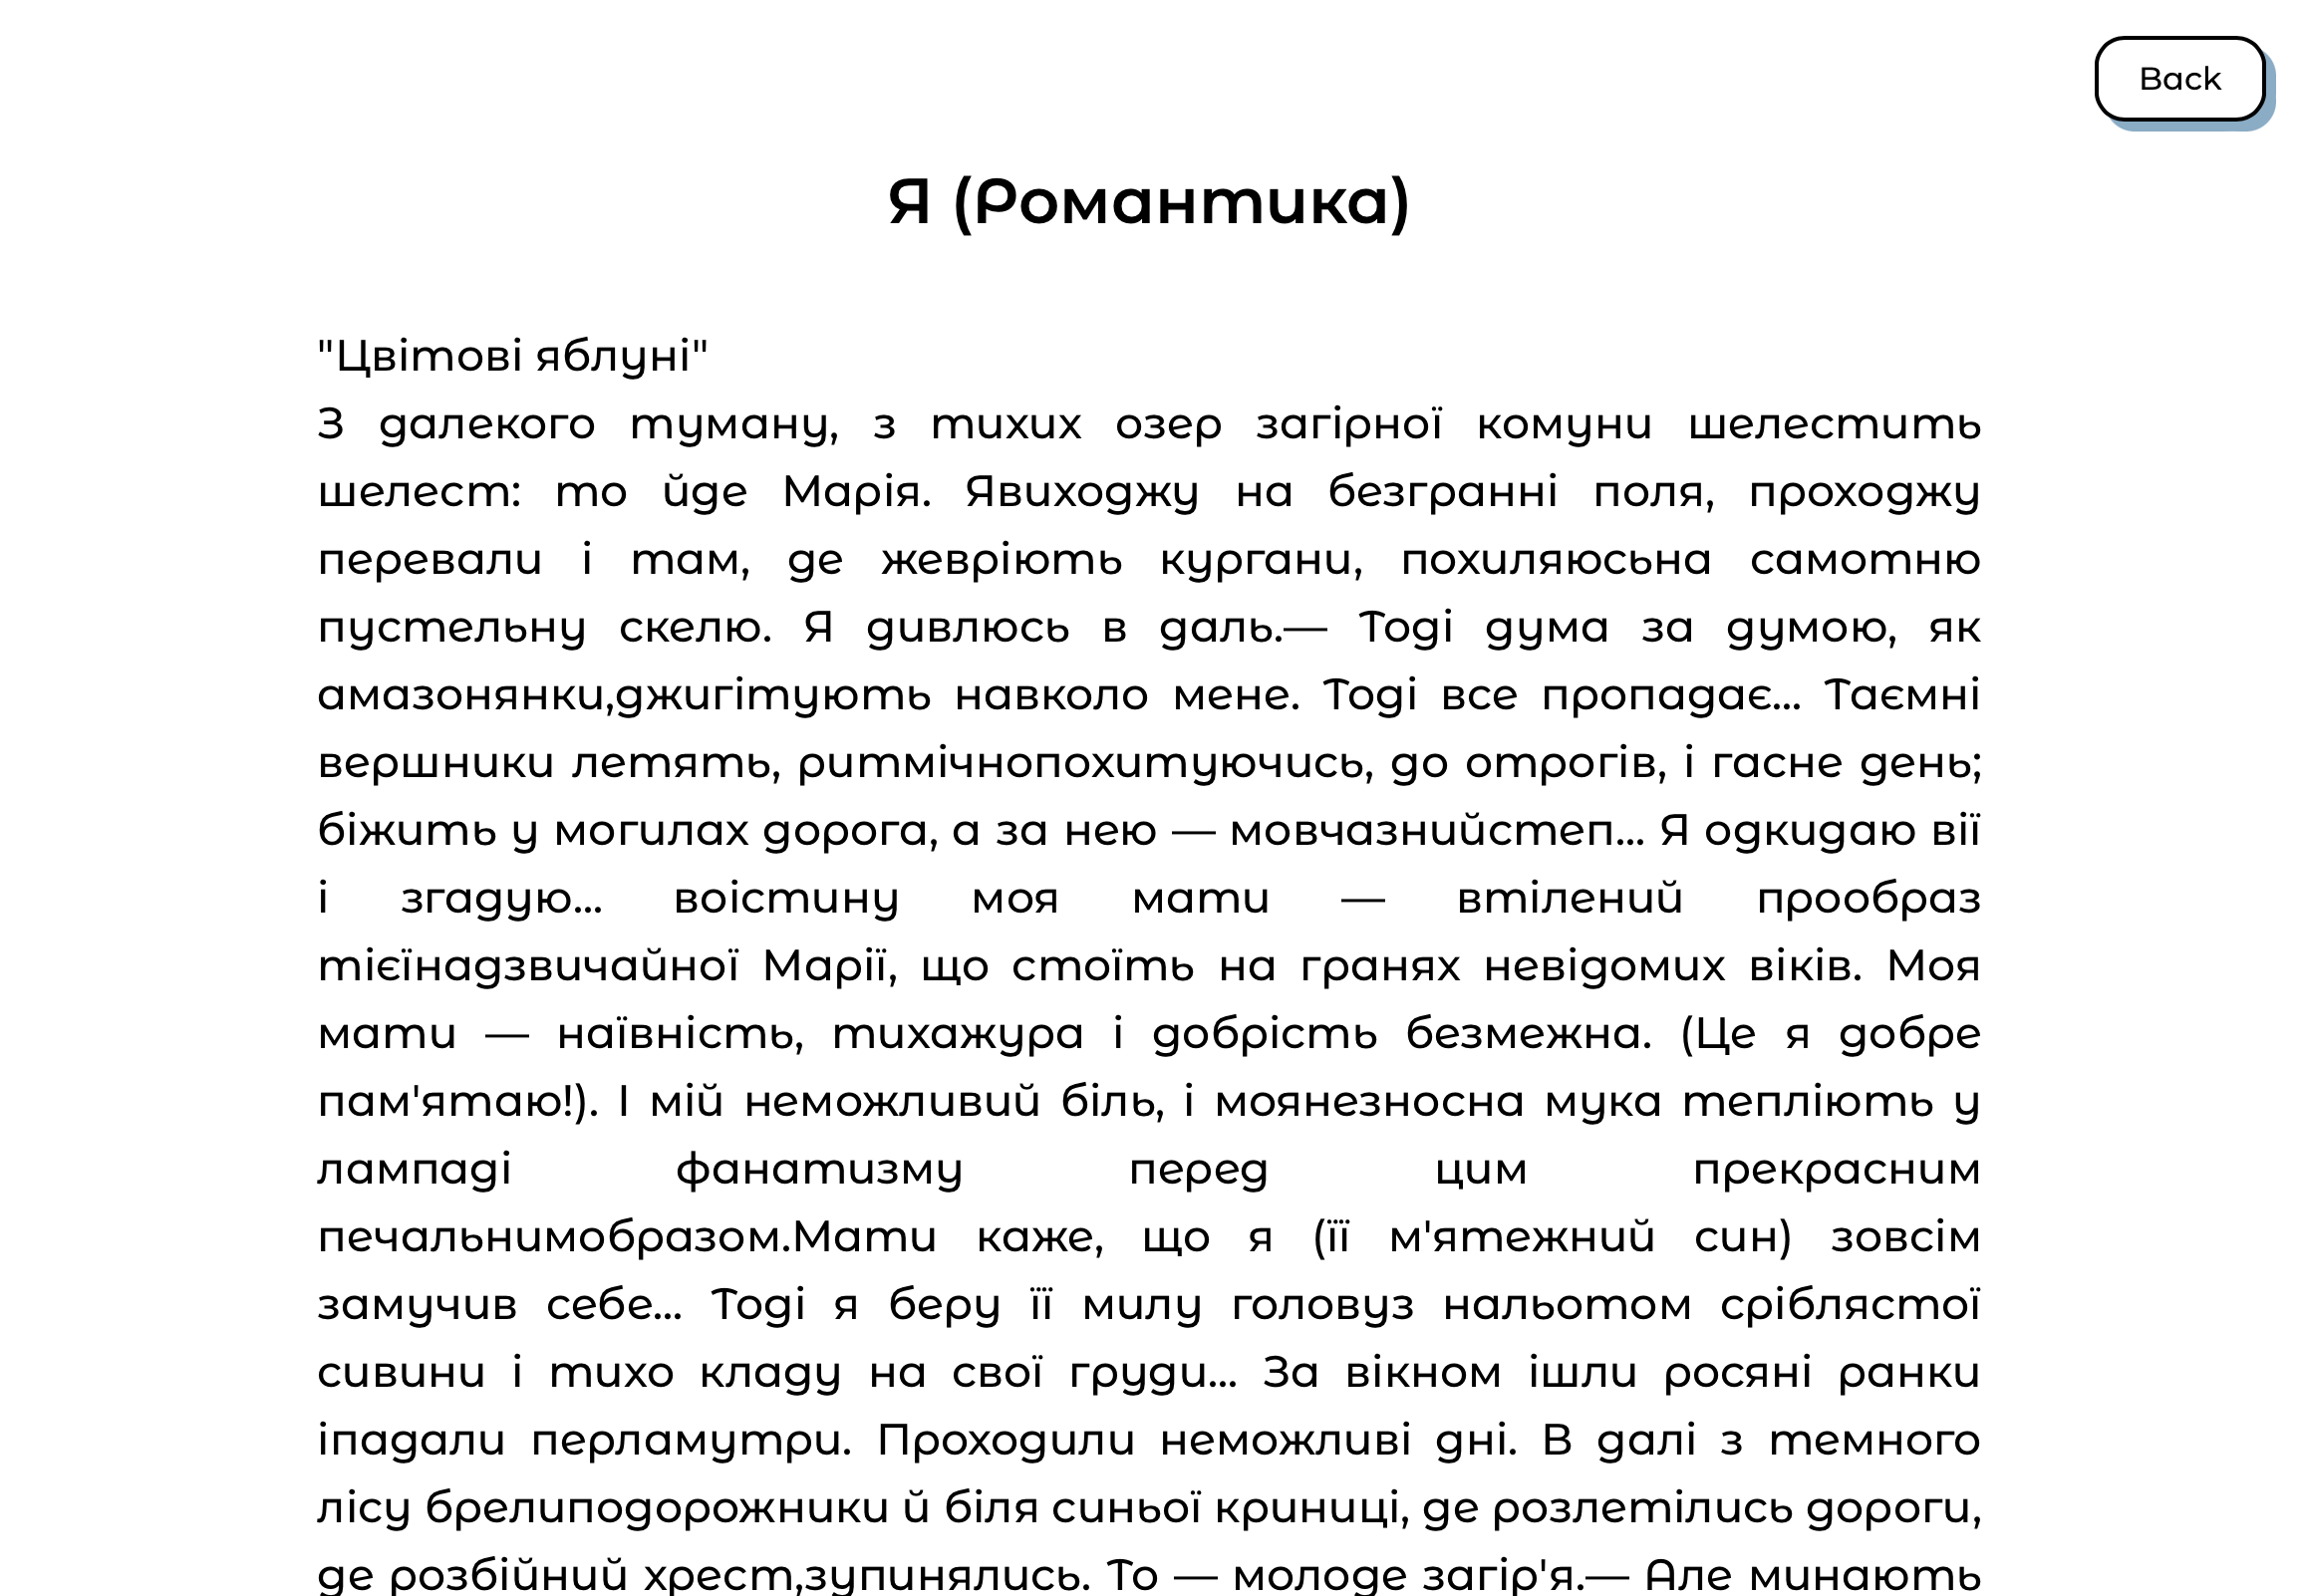 Back
Я (Романтика)
"Цвітові яблуні"
З далекого туману, з тихих озер загірної комуни шелестить
шелест: то йде Марія. Явиходжу на безгранні поля, проходжу
перевали і там, де жевріють кургани, похиляюсьна самотню
пустельну скелю. Я дивлюсь в даль.— Тоді дума за думою, як
амазонянки,джигітують навколо мене. Тоді все пропадає... Таємні
вершники летять, ритмічнопохитуючись, до отрогів, і гасне день;
біжить у могилах дорога, а за нею — мовчазнийстеп... Я одкидаю вії
і згадую... воістину моя мати — втілений прообраз
тієїнадзвичайної Марії, що стоїть на гранях невідомих віків. Моя
мати — наївність, тихажура і добрість безмежна. (Це я добре
пам'ятаю!). І мій неможливий біль, і моянезносна мука тепліють у
лампаді фанатизму перед цим прекрасним
печальнимобразом.Мати каже, що я (її м'ятежний син) зовсім
замучив себе... Тоді я беру її милу головуз нальотом сріблястої
сивини і тихо кладу на свої груди... За вікном ішли росяні ранки
іпадали перламутри. Проходили неможливі дні. В далі з темного
лісу брелиподорожники й біля синьої криниці, де розлетілись дороги,
де розбійний хрест,зупинялись. То — молоде загір'я.— Але минають